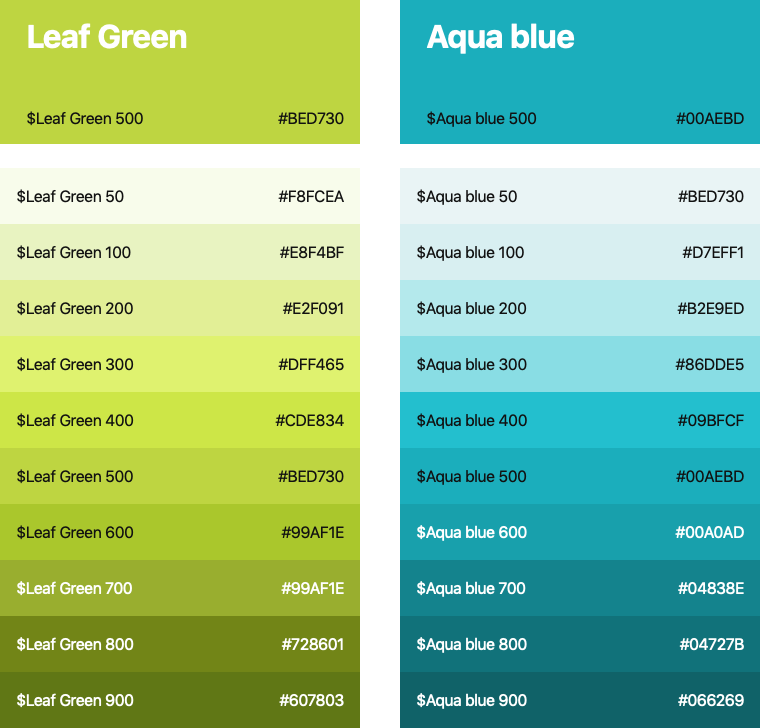 Leaf Green
$Leaf Green 500 #BED730
$Leaf Green 50 #F8FCEA
$Leaf Green 100 #E8F4BF
$Leaf Green 200 #E2F091
$Leaf Green 300 #DFF465
$Leaf Green 400 #CDE834
$Leaf Green 500 #BED730
$Leaf Green 600 #99AF1E
$Leaf Green 700 #99AF1E
$Leaf Green 800 #728601
$Leaf Green 900 #607803
Aqua blue
$Aqua blue 500 #00AEBD
$Aqua blue 50 #BED730
$Aqua blue 100 #D7EFF1
$Aqua blue 200 #B2E9ED
$Aqua blue 300 #86DDE5
$Aqua blue 400 #09BFCF
$Aqua blue 500 #00AEBD
$Aqua blue 600 #00A0AD
$Aqua blue 700 #04838E
$Aqua blue 800 #04727B
$Aqua blue 900 #066269